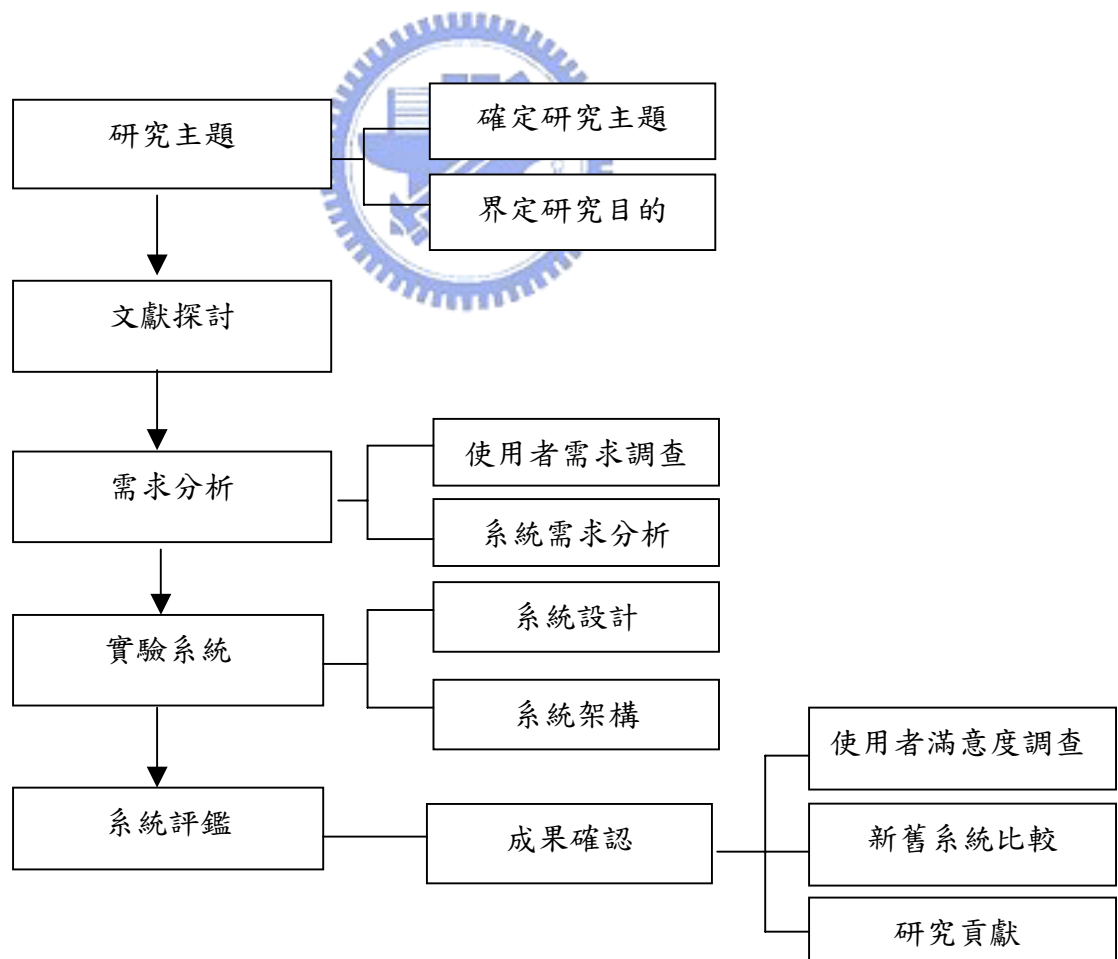 研究主題
確定研究主題
界定研究目的
文獻探討
需求分析
使用者需求調查
系統需求分析
實驗系統
系統設計
系統架構
系統評鑑
成果確認
使用者滿意度調查
新舊系統比較
研究貢獻